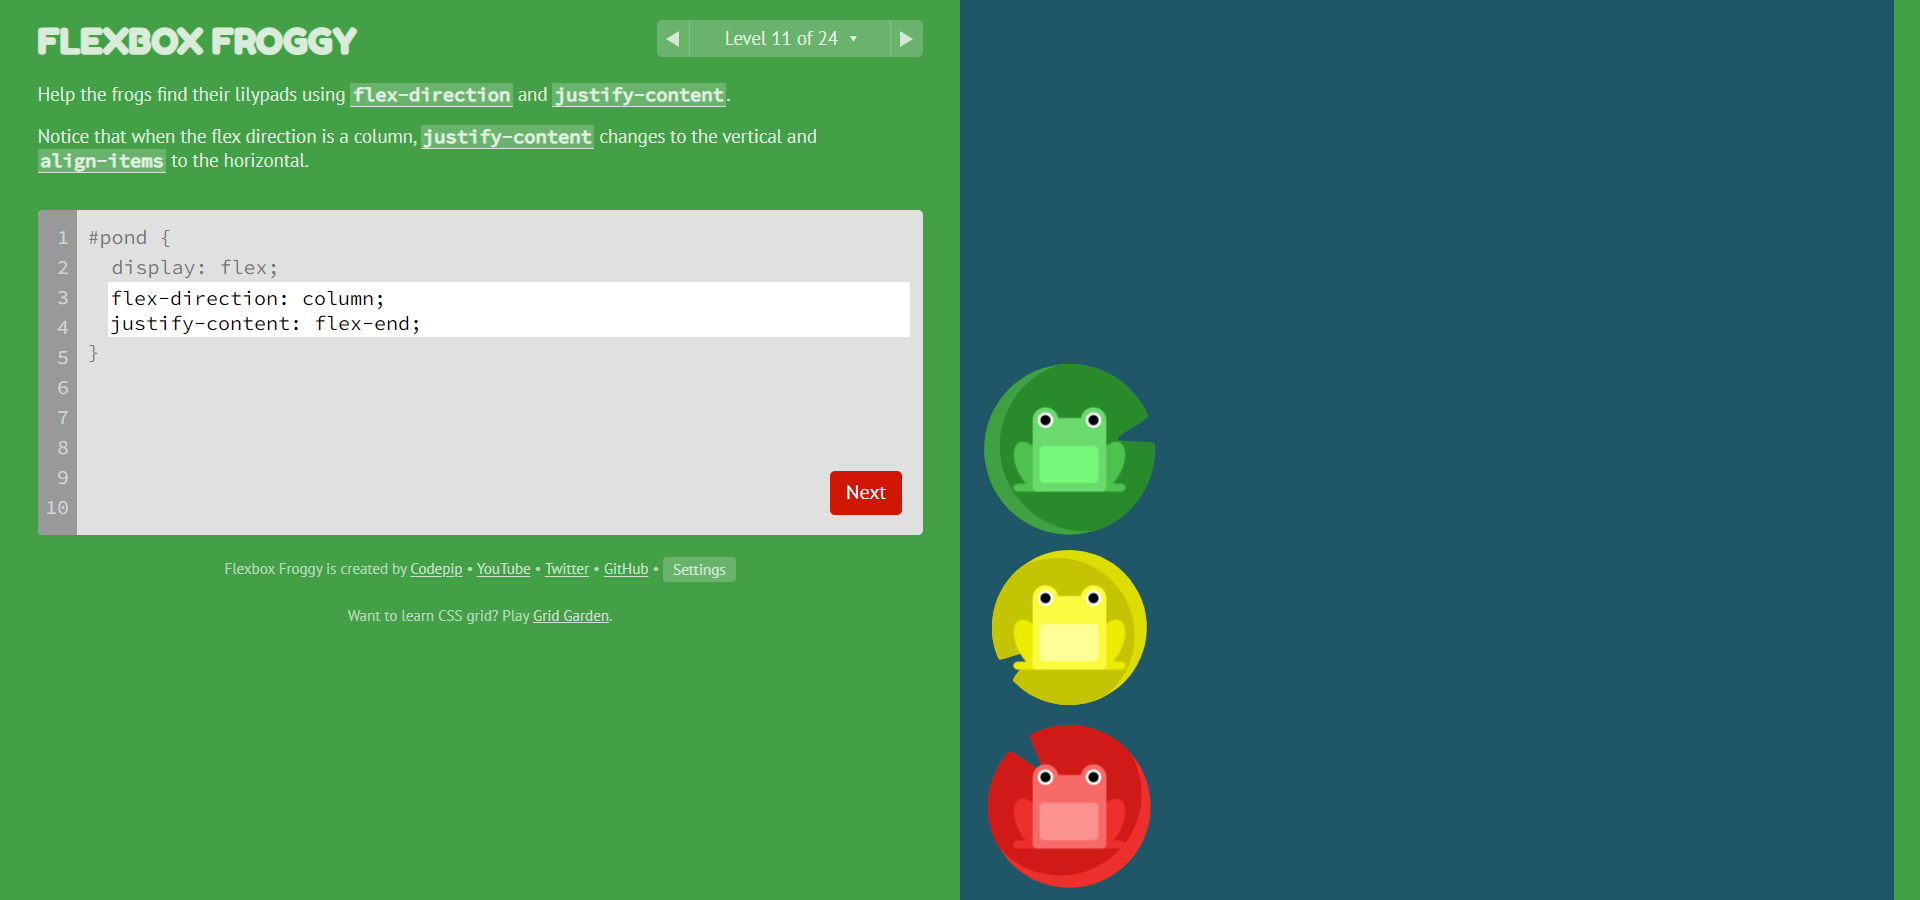 FLEXBOX FROGGY
◀ Level 11 of 24 ▾ ▶
Help the frogs find their lilypads using flex-direction and justify-content.
Notice that when the flex direction is a column, justify-content changes to the vertical and
align-items to the horizontal.
1 #pond {
2 display: flex;
3 flex-direction: column;
4 justify-content: flex-end;
5 }
6
7
8
9
10
Next
Flexbox Froggy is created by Codepip • YouTube • Twitter • GitHub • Settings
Want to learn CSS grid? Play Grid Garden.